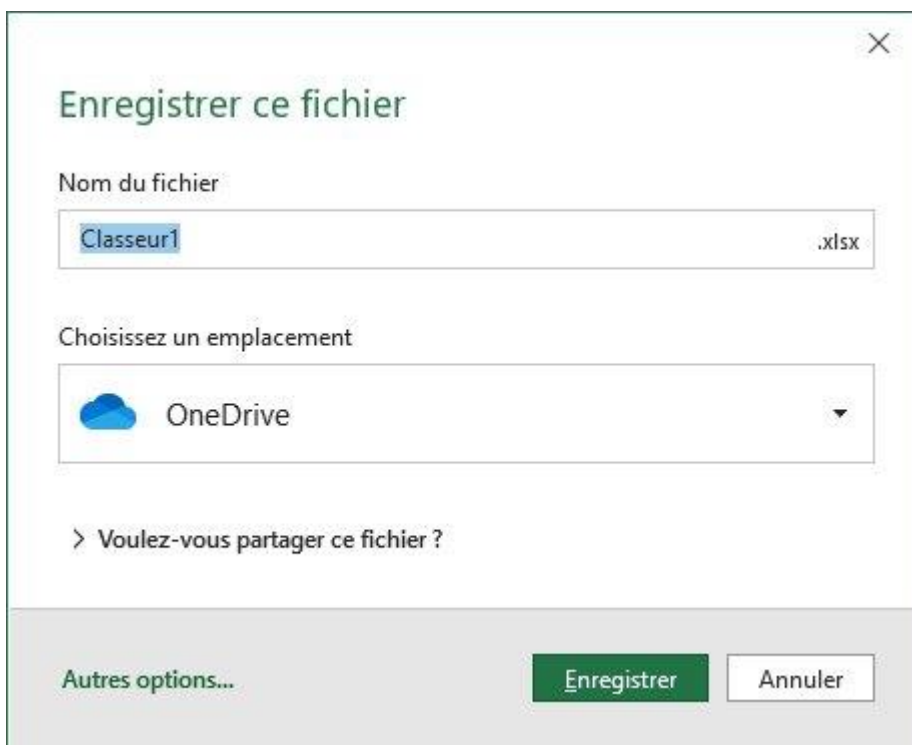 Enregistrer ce fichier
Nom du fichier
Classeur1 .xlsx
Choisissez un emplacement
OneDrive
Voulez-vous partager ce fichier ?
Autres options... Enregistrer Annuler